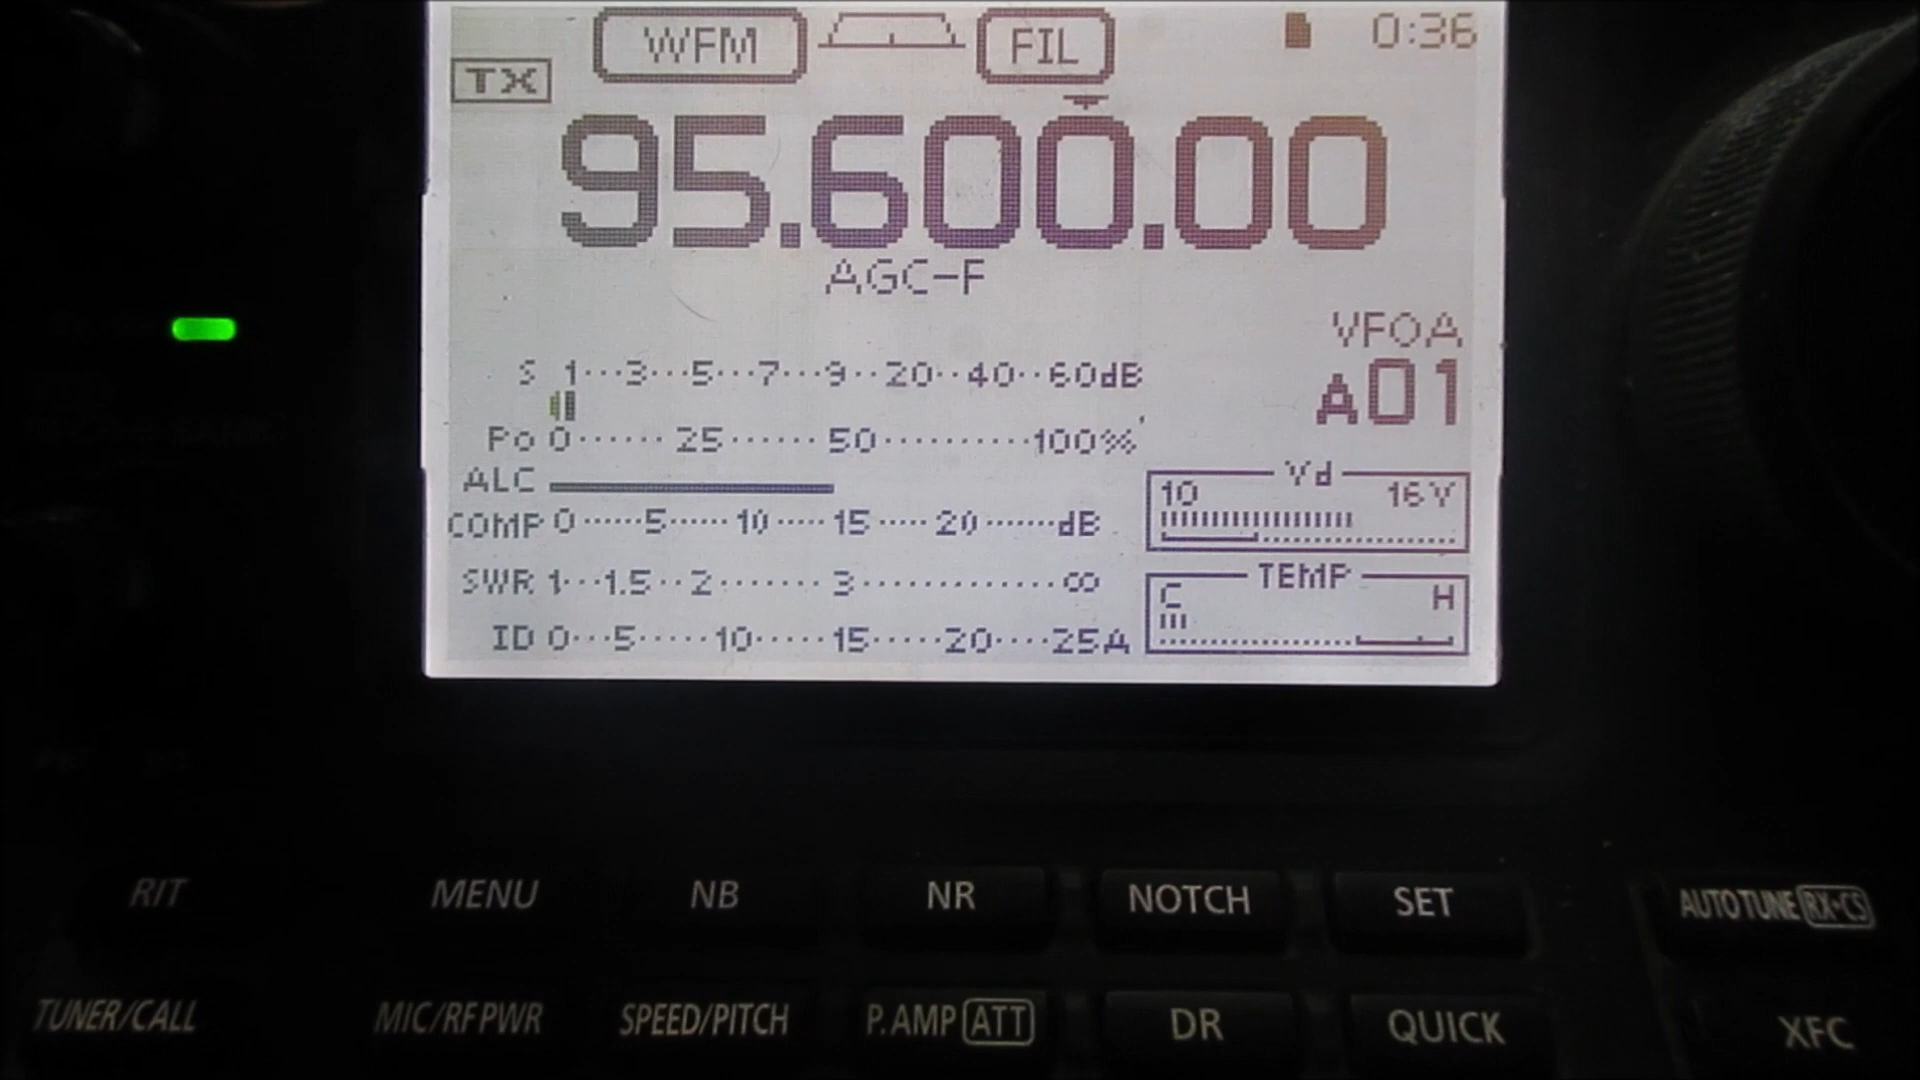 WFM FIL 0:36
TX
95.600.00
AGC-F
VFOA
A01
S 1···3···5···7···9··20··40··60dB
Po 0······25······50··········100%
ALC
COMP 0······5······10·····15·····20·······dB
SWR 1···1.5··2·······3·············∞
ID 0···5·····10·····15·····20····25A
Vd
10 16V
TEMP
C H
RIT MENU NB NR NOTCH SET AUTOTUNE RX→CS
TUNER/CALL MIC/RF PWR SPEED/PITCH P.AMP ATT DR QUICK XFC